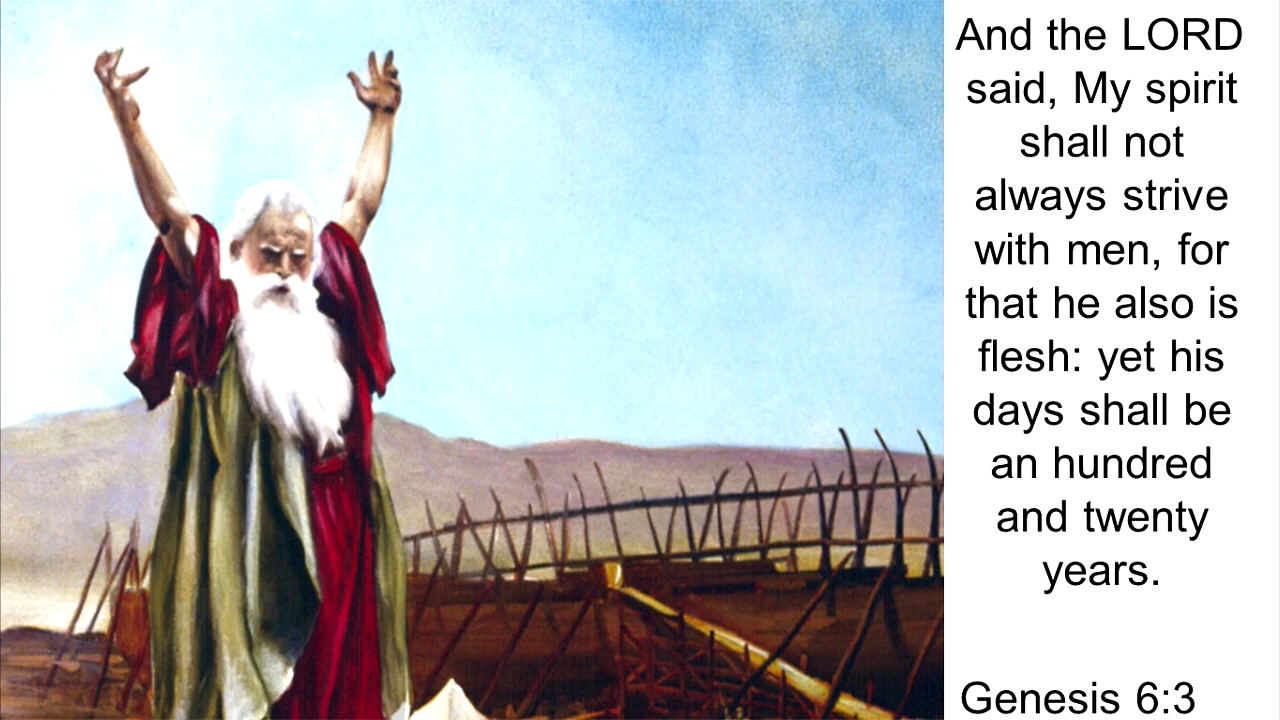 And the LORD
said, My spirit
shall not
always strive
with men, for
that he also is
flesh: yet his
days shall be
an hundred
and twenty
years.
Genesis 6:3